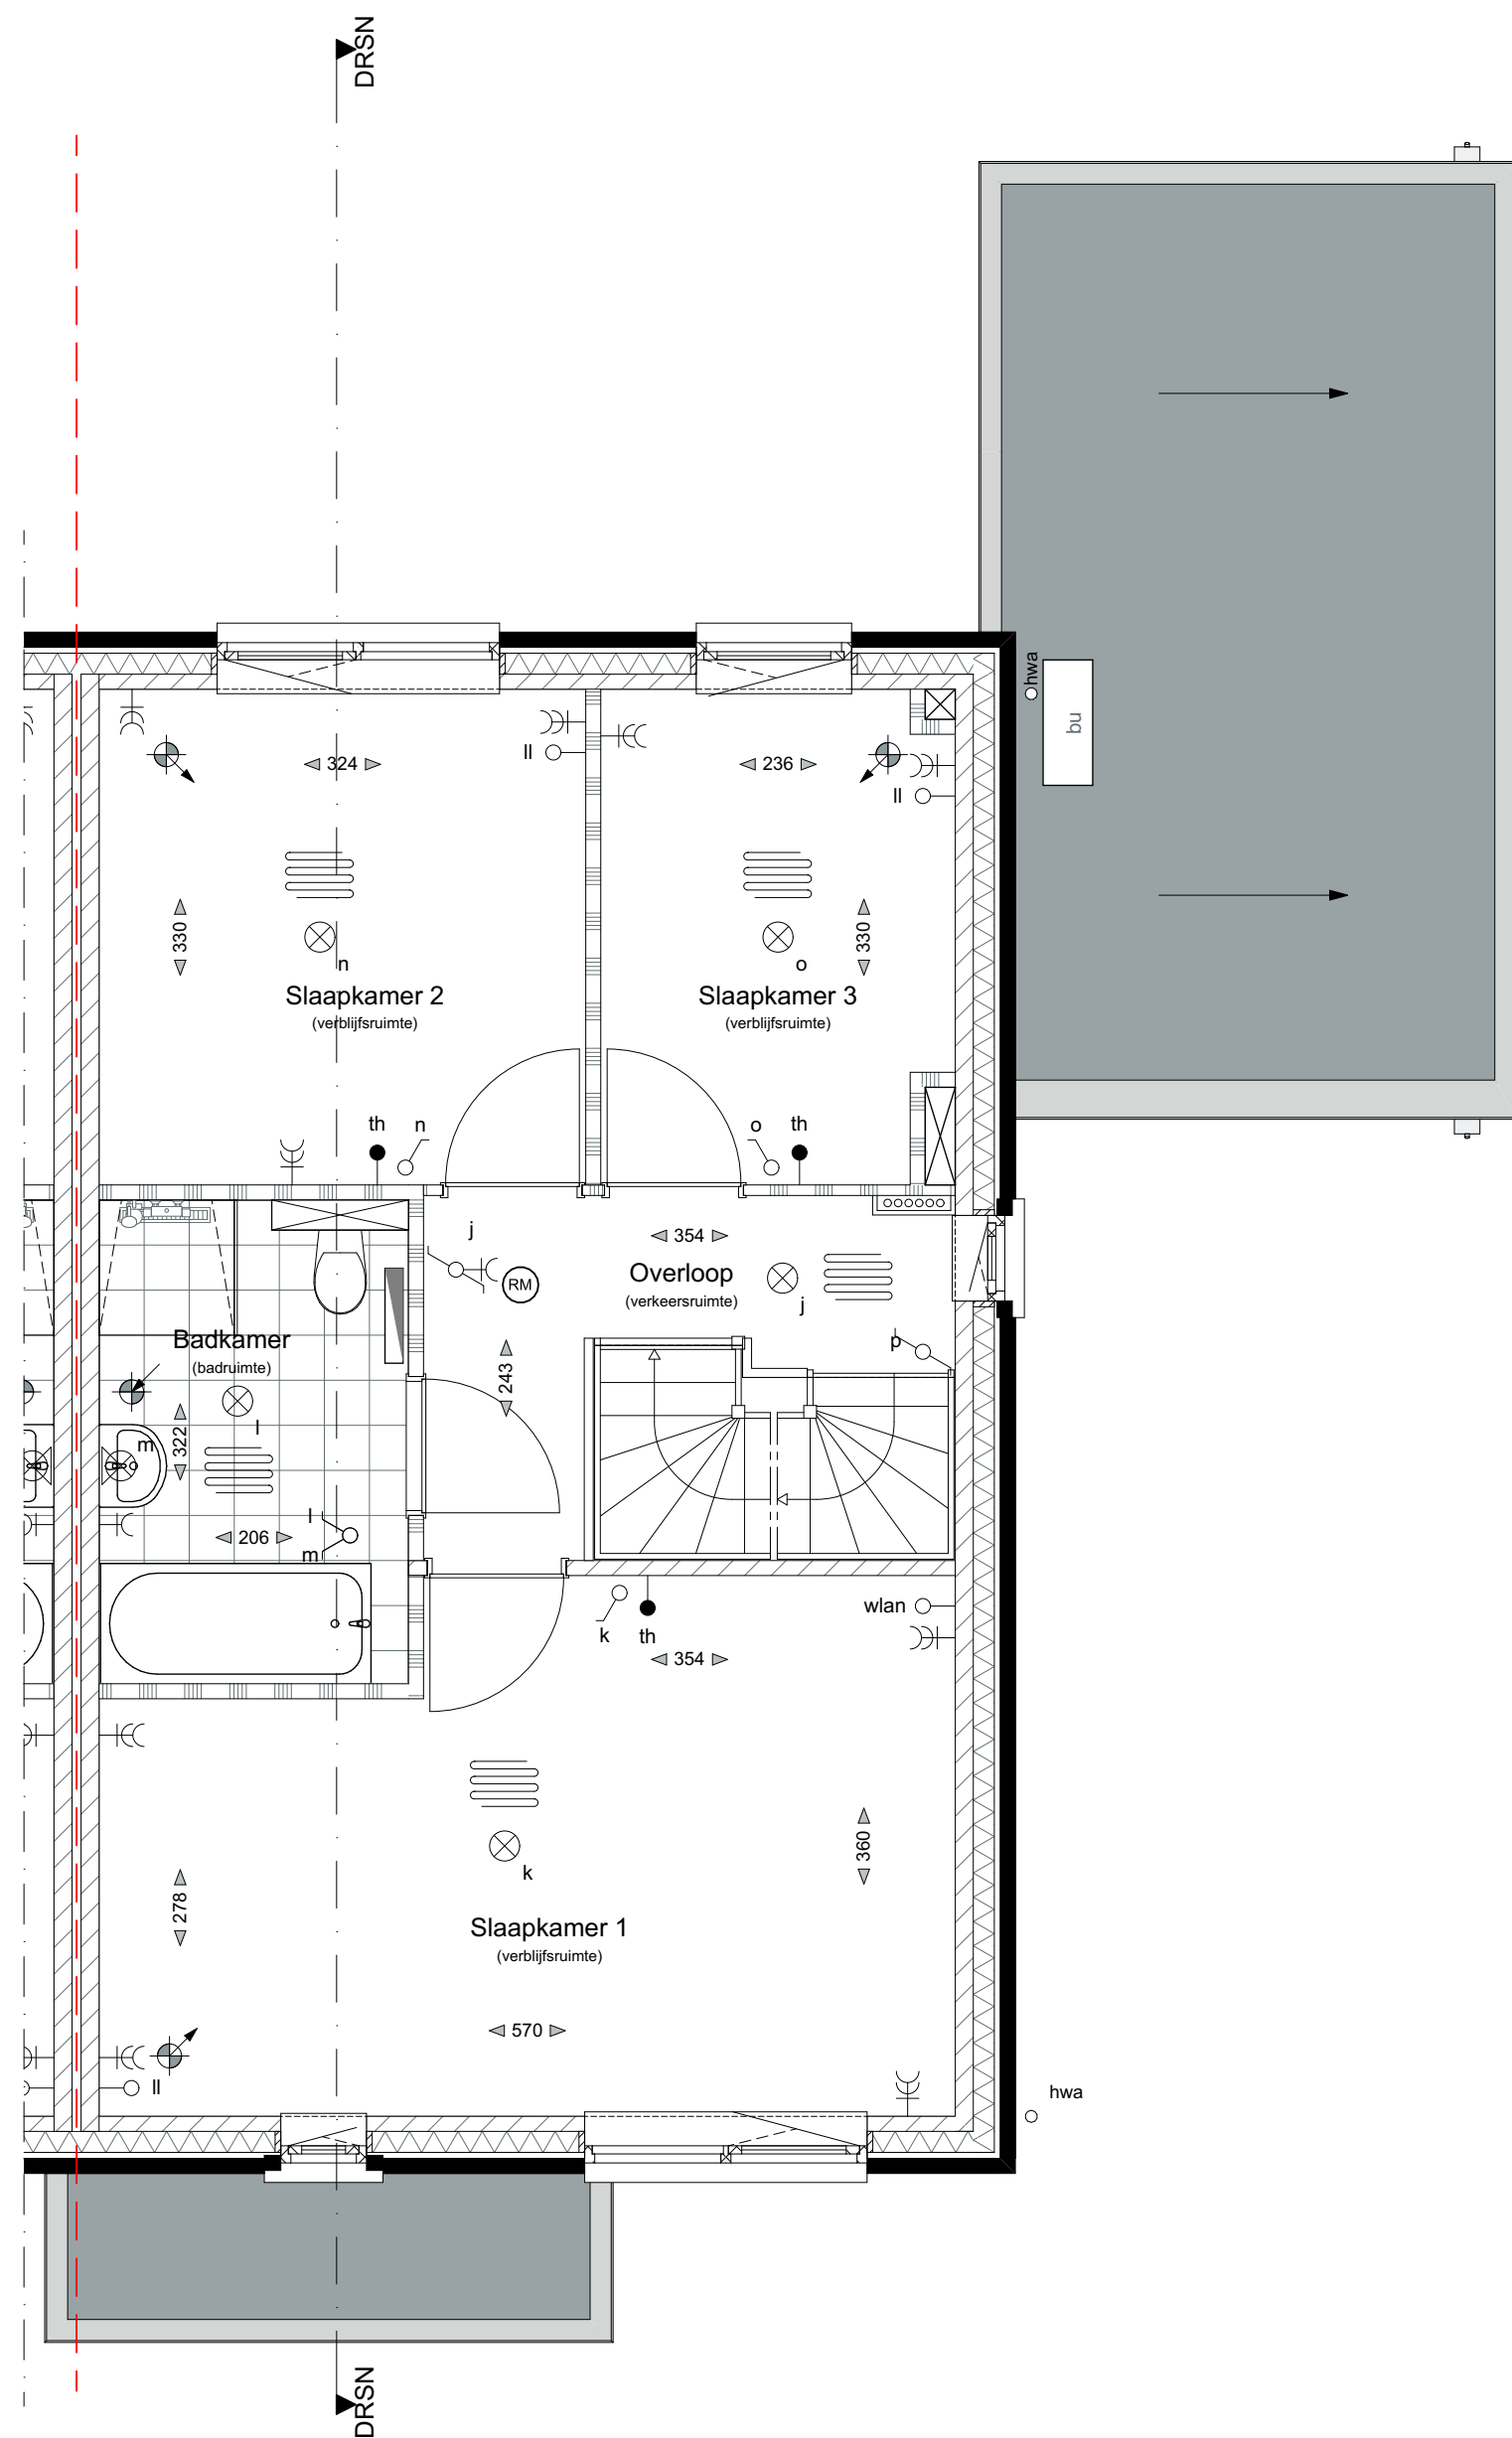 DRSN
hwa
bu
ll
324
236
ll
330
330
n
o
Slaapkamer 2
(verblijfsruimte)
Slaapkamer 3
(verblijfsruimte)
th
n
o
th
j
354
RM
Overloop
(verkeersruimte)
j
p
Badkamer
(badruimte)
243
l
m
322
206
l
m
wlan
k
th
354
k
360
278
Slaapkamer 1
(verblijfsruimte)
570
ll
hwa
DRSN